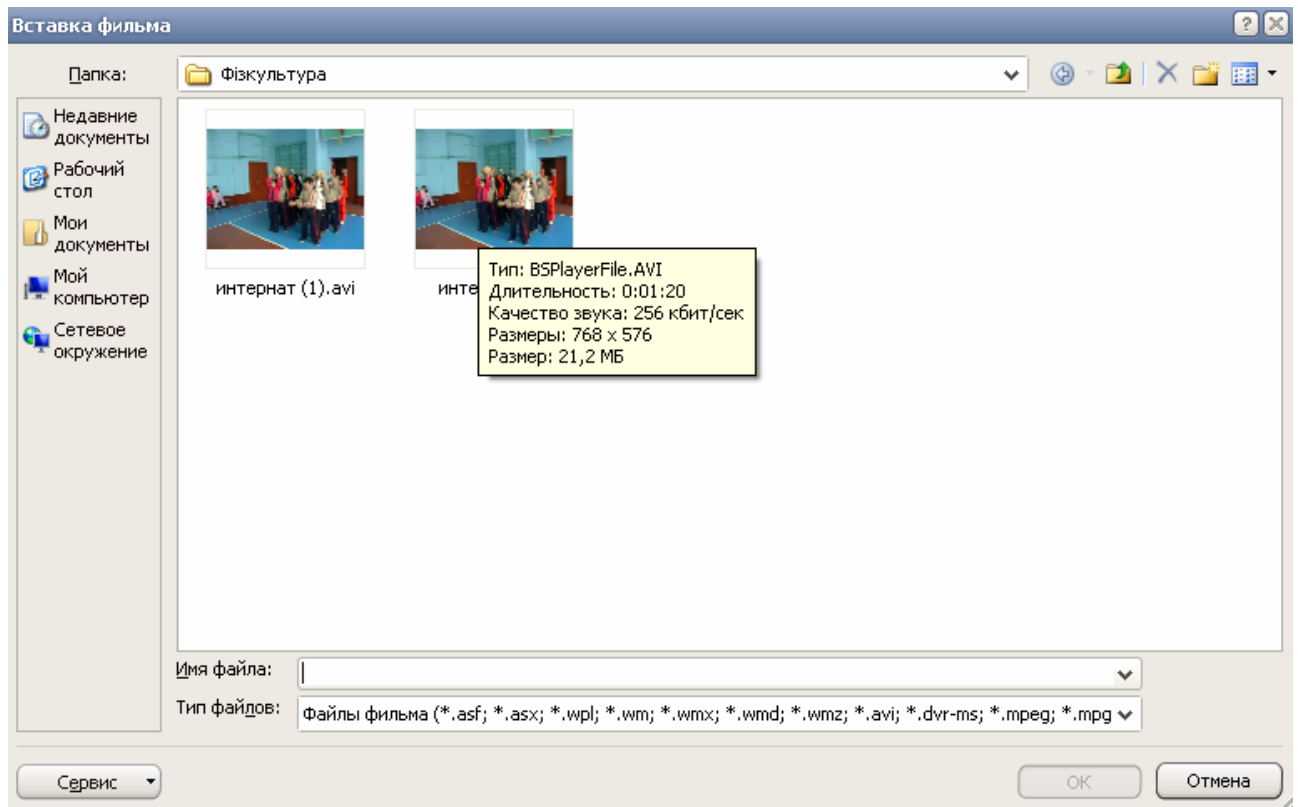 Вставка фильма
Папка:
Фізкультура
Недавние
документы
Рабочий
стол
Мои
документы
Мой
компьютер
Сетевое
окружение
интернат (1).avi
Тип: BSPlayerFile.AVI
Длительность: 0:01:20
Качество звука: 256 кбит/сек
Размеры: 768 x 576
Размер: 21,2 МБ
Имя файла:
Тип файлов:
Файлы фильма (*.asf; *.asx; *.wpl; *.wm; *.wmx; *.wmd; *.wmz; *.avi; *.dvr-ms; *.mpeg; *.mpg
Сервис
ОК
Отмена